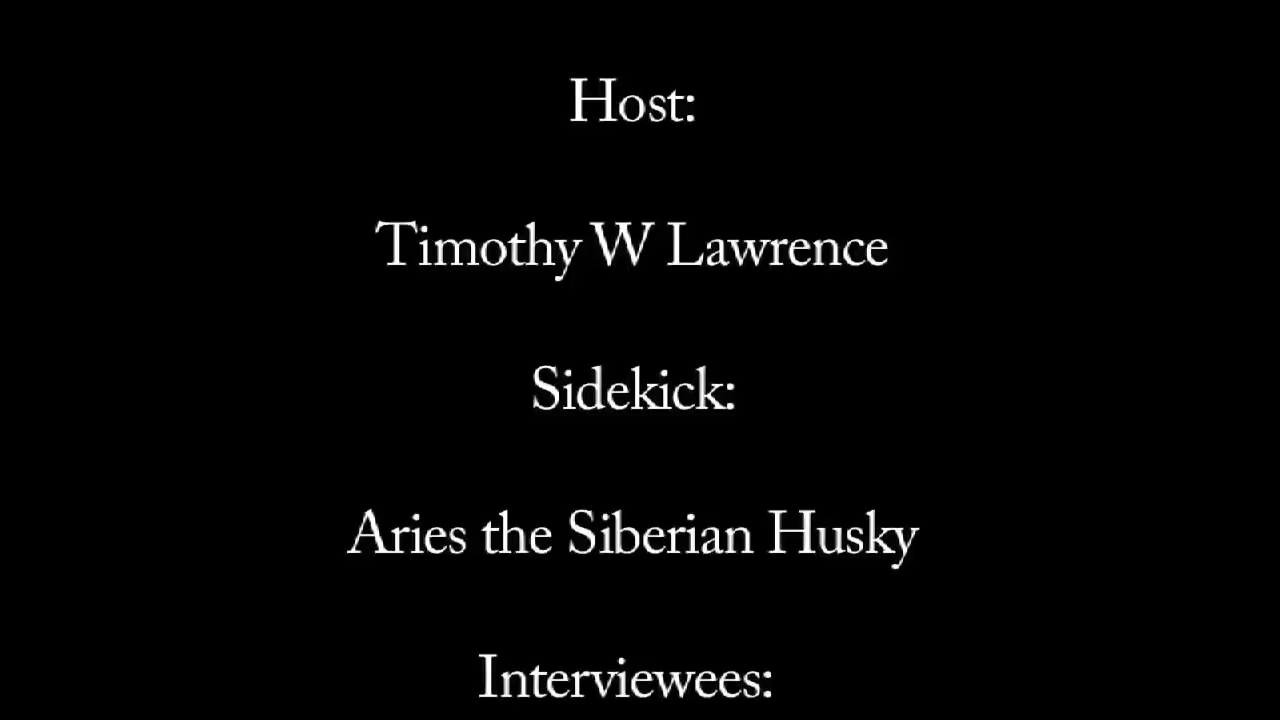 Host:
Timothy W Lawrence
Sidekick:
Aries the Siberian Husky
Interviewees: